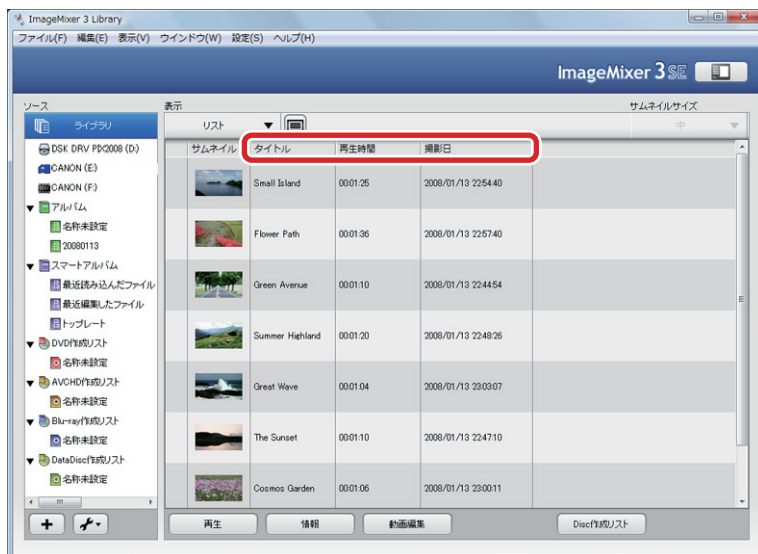 ImageMixer 3 Library
ファイル(F) 編集(E) 表示(V) ウインドウ(W) 設定(S) ヘルプ(H)
ImageMixer 3 SE
ソース
ライブラリ
DSK DRV PD2008 (D:)
CANON (E:)
CANON (F:)
アルバム
名称未設定
20080113
スマートアルバム
最近読み込んだファイル
最近編集したファイル
トップレート
DVD作成リスト
名称未設定
AVCHD作成リスト
名称未設定
Blu-ray作成リスト
名称未設定
DataDisc作成リスト
名称未設定
表示 サムネイルサイズ
リスト 中
サムネイル タイトル 再生時間 撮影日
Small Island 00:01:25 2008/01/13 22:54:40
Flower Path 00:01:36 2008/01/13 22:57:40
Green Avenue 00:01:10 2008/01/13 22:44:54
Summer Highland 00:01:20 2008/01/13 22:48:26
Great Wave 00:01:04 2008/01/13 23:03:07
The Sunset 00:01:10 2008/01/13 22:47:10
Cosmos Garden 00:01:06 2008/01/13 23:00:11
再生 情報 動画編集 Disc作成リスト